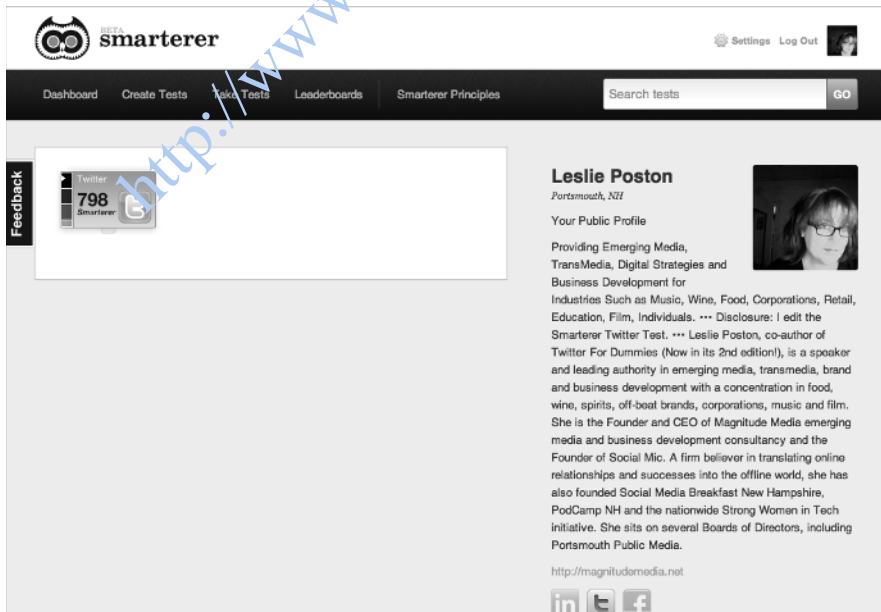 BETA
smarterer
Settings Log Out
Dashboard Create Tests Take Tests Leaderboards Smarterer Principles
Search tests GO
http://www
Feedback
Twitter
798
Smarterer
Leslie Poston
Portsmouth, NH
Your Public Profile
Providing Emerging Media,
TransMedia, Digital Strategies and
Business Development for
Industries Such as Music, Wine, Food, Corporations, Retail,
Education, Film, Individuals. ••• Disclosure: I edit the
Smarterer Twitter Test. ••• Leslie Poston, co-author of
Twitter For Dummies (Now in its 2nd edition!), is a speaker
and leading authority in emerging media, transmedia, brand
and business development with a concentration in food,
wine, spirits, off-beat brands, corporations, music and film.
She is the Founder and CEO of Magnitude Media emerging
media and business development consultancy and the
Founder of Social Mic. A firm believer in translating online
relationships and successes into the offline world, she has
also founded Social Media Breakfast New Hampshire,
PodCamp NH and the nationwide Strong Women in Tech
initiative. She sits on several Boards of Directors, including
Portsmouth Public Media.
http://magnitudemedia.net
in t f